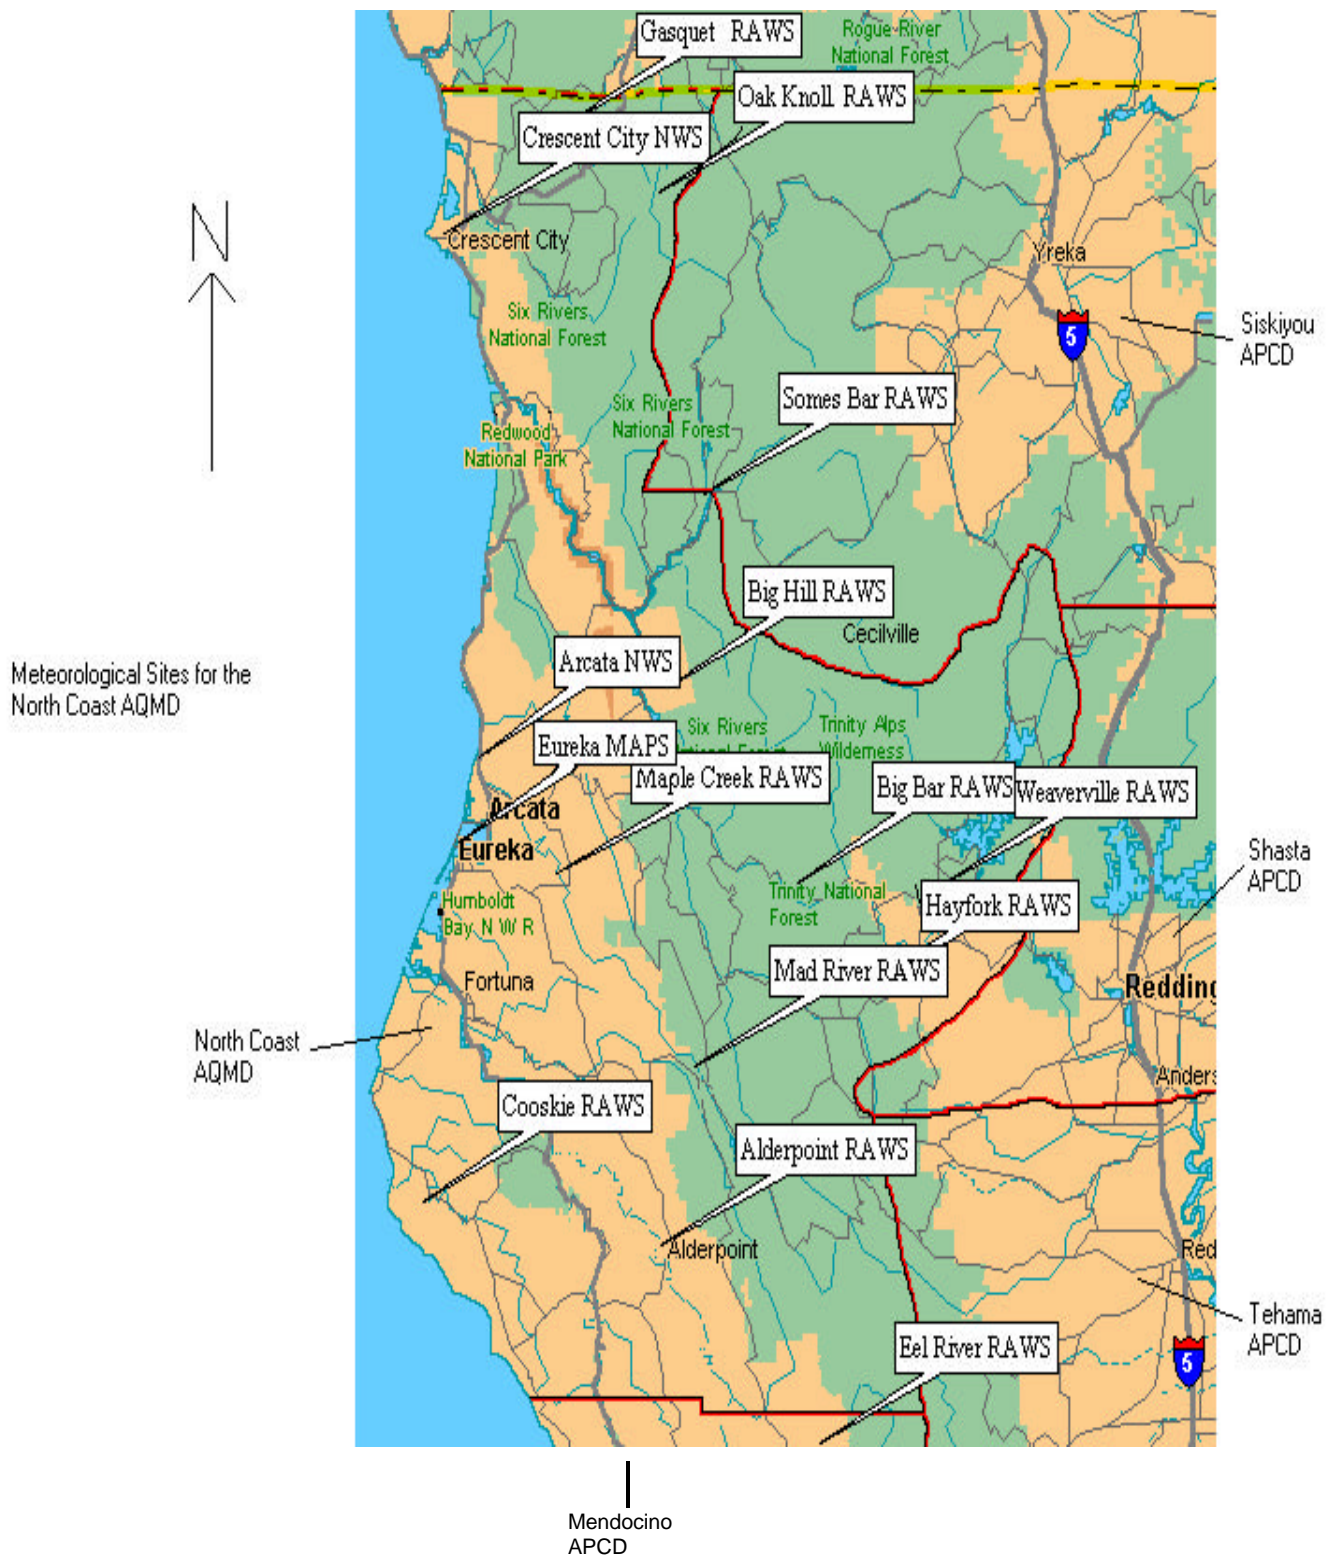 Gasquet RAWS
Rogue River
National Forest
Oak Knoll RAWS
Crescent City NWS
N
Crescent City
Yreka
Six Rivers
National Forest
5
Siskiyou
APCD
Somes Bar RAWS
Six Rivers
National Forest
Redwood
National Park
Big Hill RAWS
Cecilville
Arcata NWS
Meteorological Sites for the
North Coast AQMD
Six Rivers
Trinity Alps
Wilderness
Eureka MAPS
Maple Creek RAWS
Big Bar RAWS
Weaverville RAWS
Arcata
Eureka
Shasta
APCD
Trinity National
Forest
Hayfork RAWS
Humboldt
Bay N W R
Mad River RAWS
Fortuna
Redding
North Coast
AQMD
Anders
Cooskie RAWS
Alderpoint RAWS
Alderpoint
Red
Tehama
APCD
Eel River RAWS
5
Mendocino
APCD